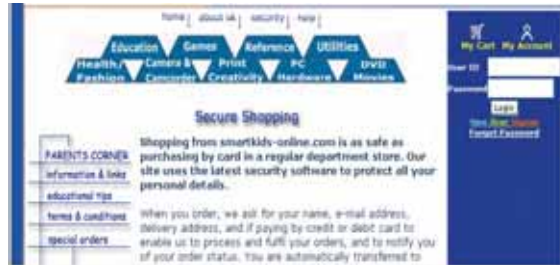 home | about us | security | help |
Education Games Reference Utilities
Health/ Fashion Camera & Camcorder Print Creativity PC Hardware DVD Movies
My Cart My Account
User ID
Password
Login
Forgot Password
Secure Shopping
PARENTS CORNER
information & links
educational tips
terms & conditions
special orders
Shopping from smartkids-online.com is as safe as
purchasing by card in a regular department store. Our
site uses the latest security software to protect all your
personal details.
When you order, we ask for your name, e-mail address,
delivery address, and if paying by credit or debit card to
enable us to process and fulfil your orders, and to notify you
of your order status. You are automatically transferred to